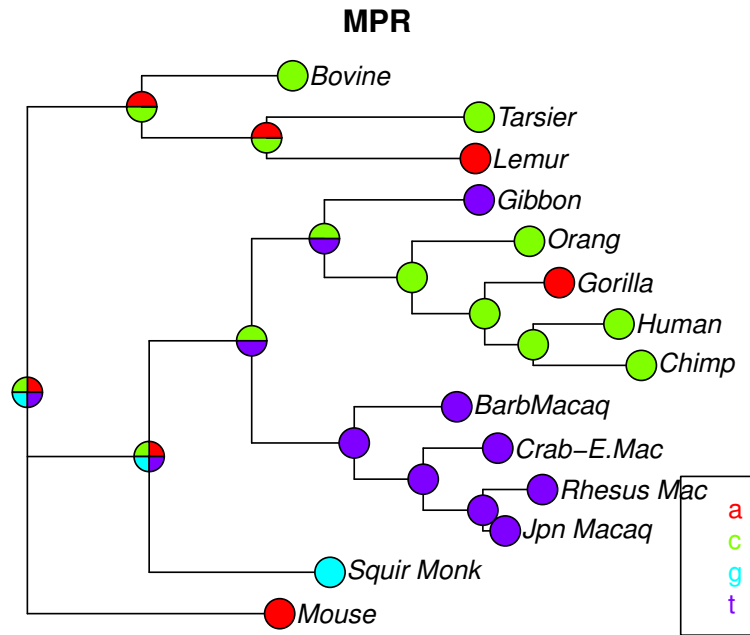 MPR
Bovine
Tarsier
Lemur
Gibbon
Orang
Gorilla
Human
Chimp
BarbMacaq
Crab−E.Mac
Rhesus Mac
Jpn Macaq
Squir Monk
Mouse
a
c
g
t